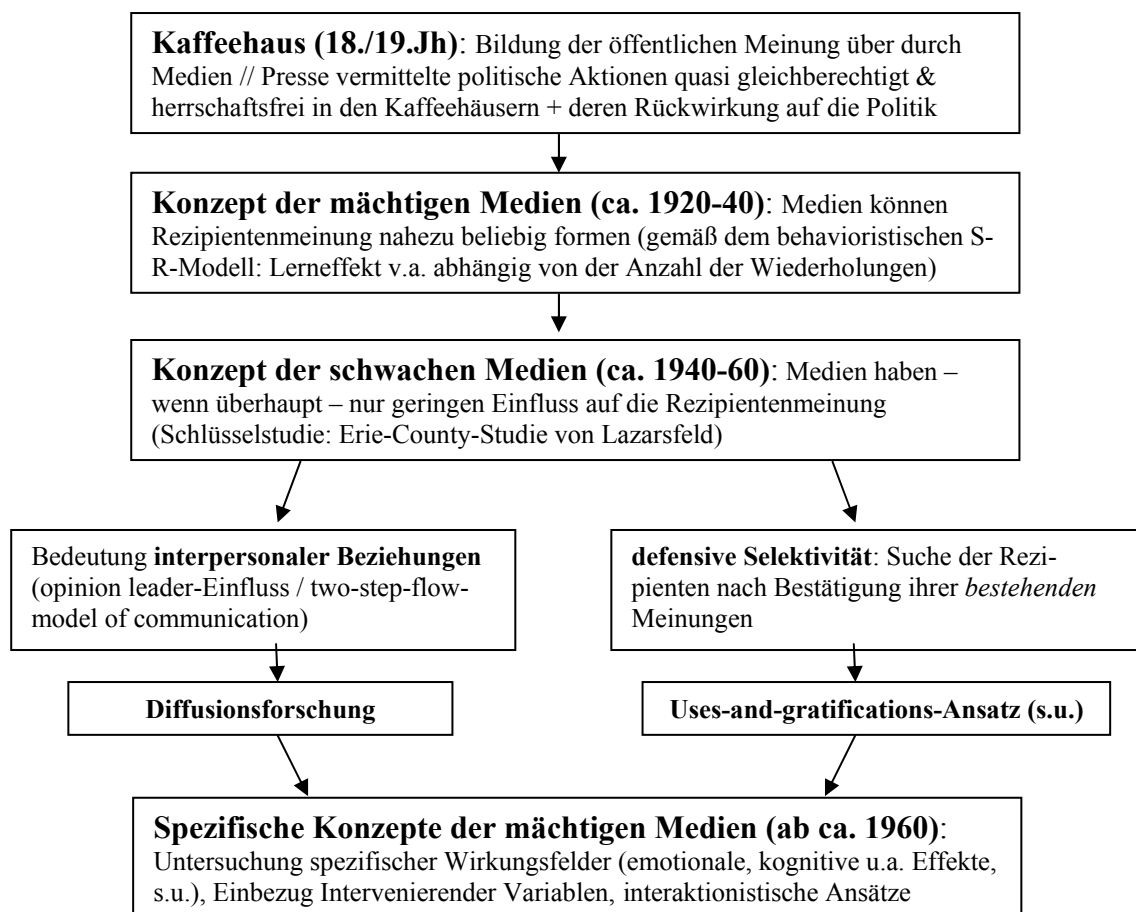 Kaffeehaus (18./19.Jh): Bildung der öffentlichen Meinung über durch
Medien // Presse vermittelte politische Aktionen quasi gleichberechtigt &
herrschaftsfrei in den Kaffeehäusern + deren Rückwirkung auf die Politik
Konzept der mächtigen Medien (ca. 1920-40): Medien können
Rezipientenmeinung nahezu beliebig formen (gemäß dem behavioristischen S-
R-Modell: Lerneffekt v.a. abhängig von der Anzahl der Wiederholungen)
Konzept der schwachen Medien (ca. 1940-60): Medien haben –
wenn überhaupt – nur geringen Einfluss auf die Rezipientenmeinung
(Schlüsselstudie: Erie-County-Studie von Lazarsfeld)
Bedeutung interpersonaler Beziehungen
(opinion leader-Einfluss / two-step-flow-
model of communication)
defensive Selektivität: Suche der Rezi-
pienten nach Bestätigung ihrer bestehenden
Meinungen
Diffusionsforschung
Uses-and-gratifications-Ansatz (s.u.)
Spezifische Konzepte der mächtigen Medien (ab ca. 1960):
Untersuchung spezifischer Wirkungsfelder (emotionale, kognitive u.a. Effekte,
s.u.), Einbezug Intervenierender Variablen, interaktionistische Ansätze